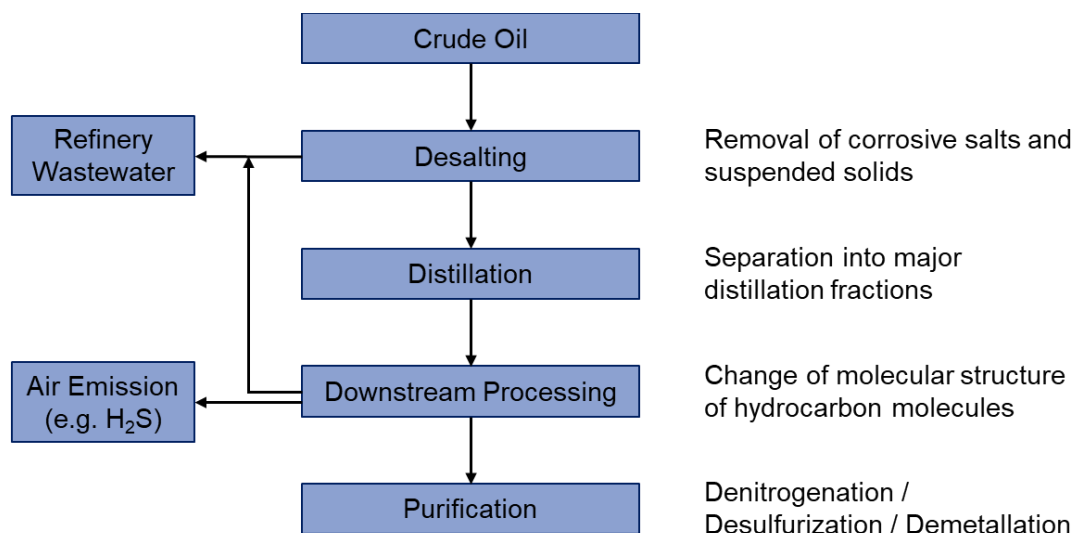 Crude Oil
Refinery
Wastewater
Desalting
Removal of corrosive salts and
suspended solids
Distillation
Separation into major
distillation fractions
Air Emission
(e.g. H₂S)
Downstream Processing
Change of molecular structure
of hydrocarbon molecules
Purification
Denitrogenation /
Desulfurization / Demetallation